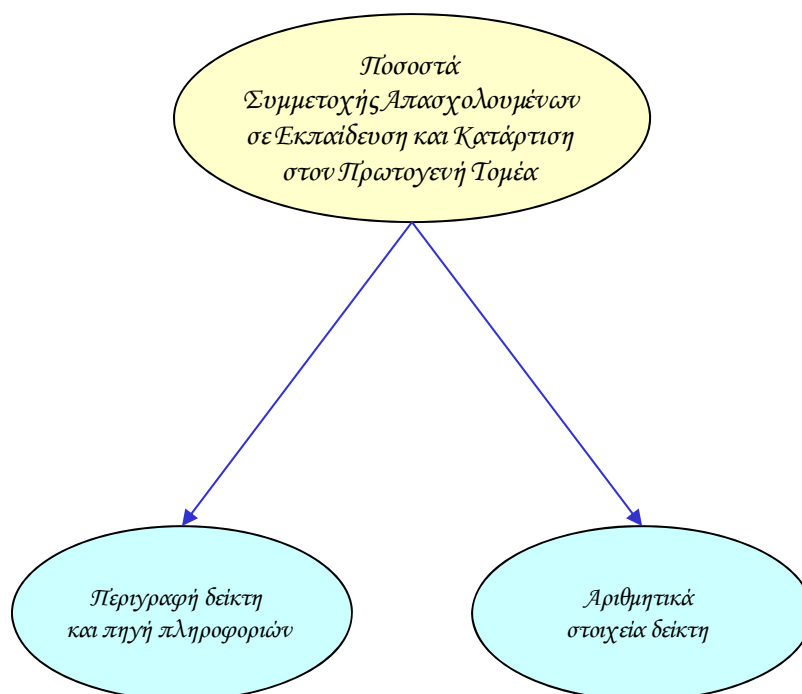 Ποσοστά
Συμμετοχής Απασχολουμένων
σε Εκπαίδευση και Κατάρτιση
στον Πρωτογενή Τομέα
Περιγραφή δείκτη
και πηγή πληροφοριών
Αριθμητικά
στοιχεία δείκτη